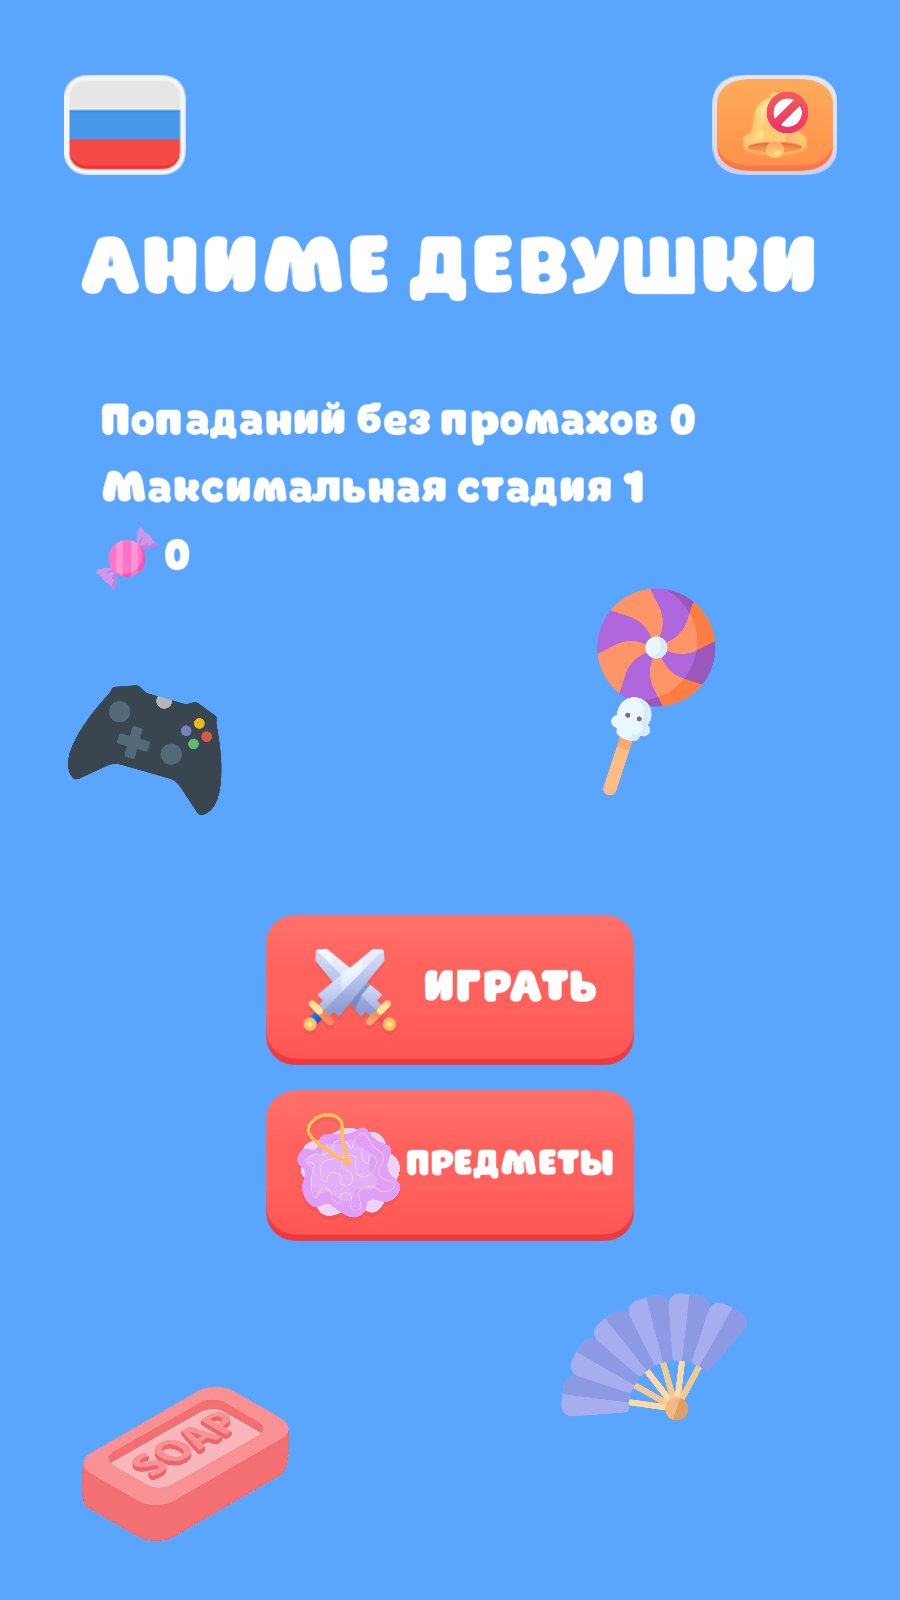 АНИМЕ ДЕВУШКИ
Попаданий без промахов 0
Максимальная стадия 1
0
ИГРАТЬ
ПРЕДМЕТЫ
SOAP